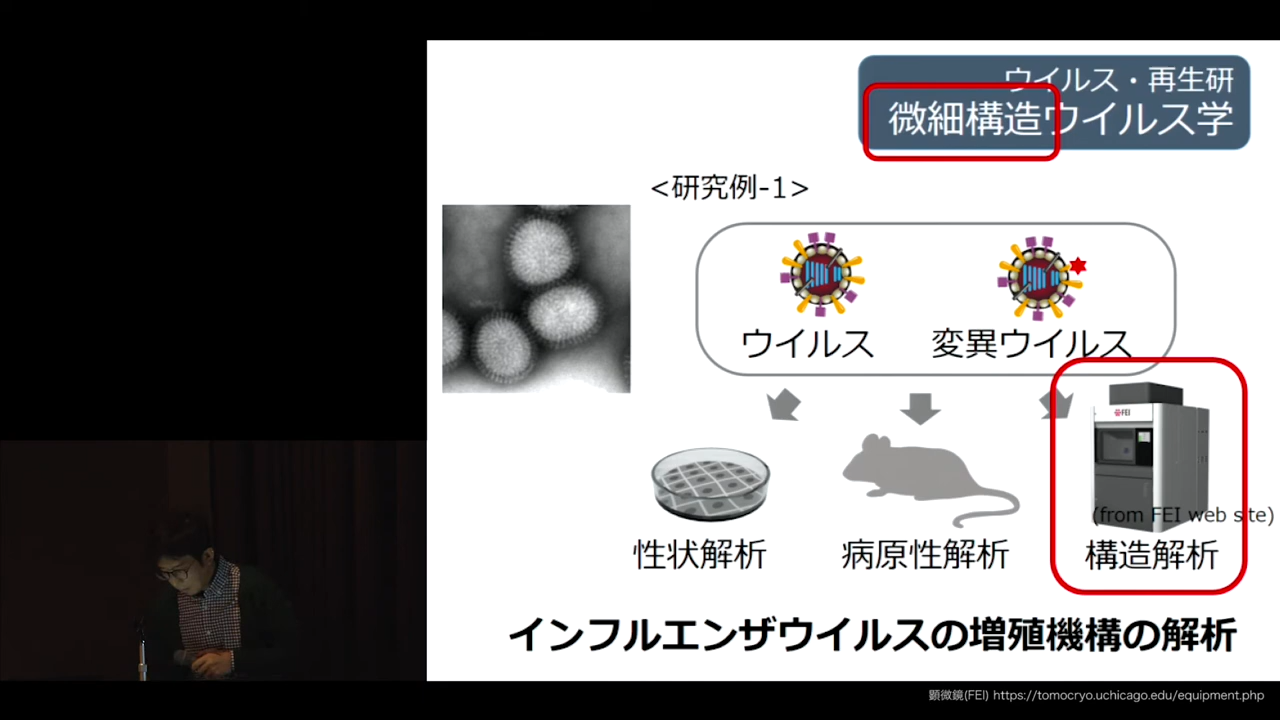 ウイルス・再生研
微細構造ウイルス学
<研究例-1>
ウイルス
変異ウイルス
FEI
(from FEI web site)
性状解析
病原性解析
構造解析
インフルエンザウイルスの増殖機構の解析
顕微鏡(FEI) https://tomocryo.uchicago.edu/equipment.php